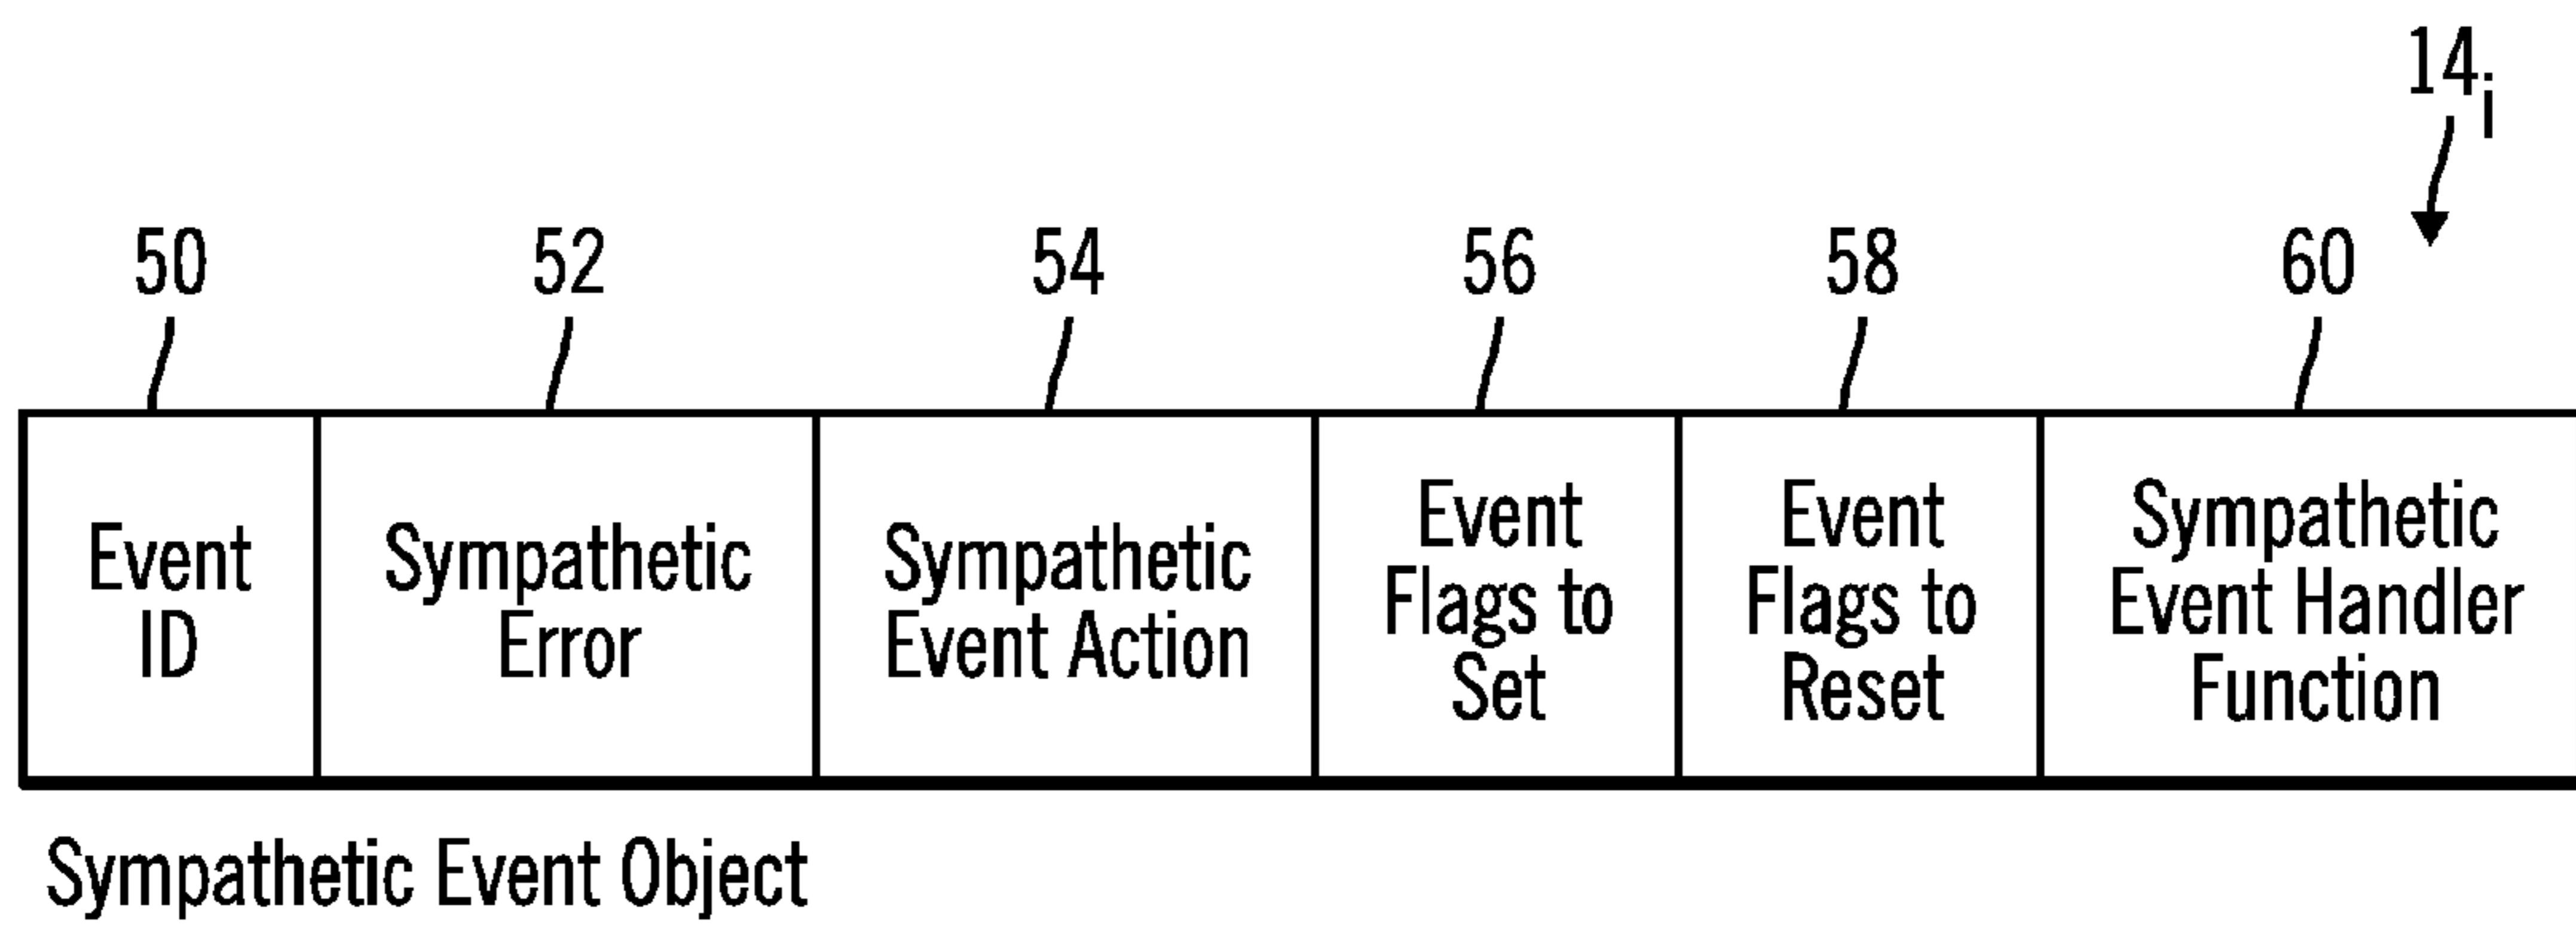 14i
50 52 54 56 58 60
Event
ID
Sympathetic
Error
Sympathetic
Event Action
Event
Flags to
Set
Event
Flags to
Reset
Sympathetic
Event Handler
Function
Sympathetic Event Object